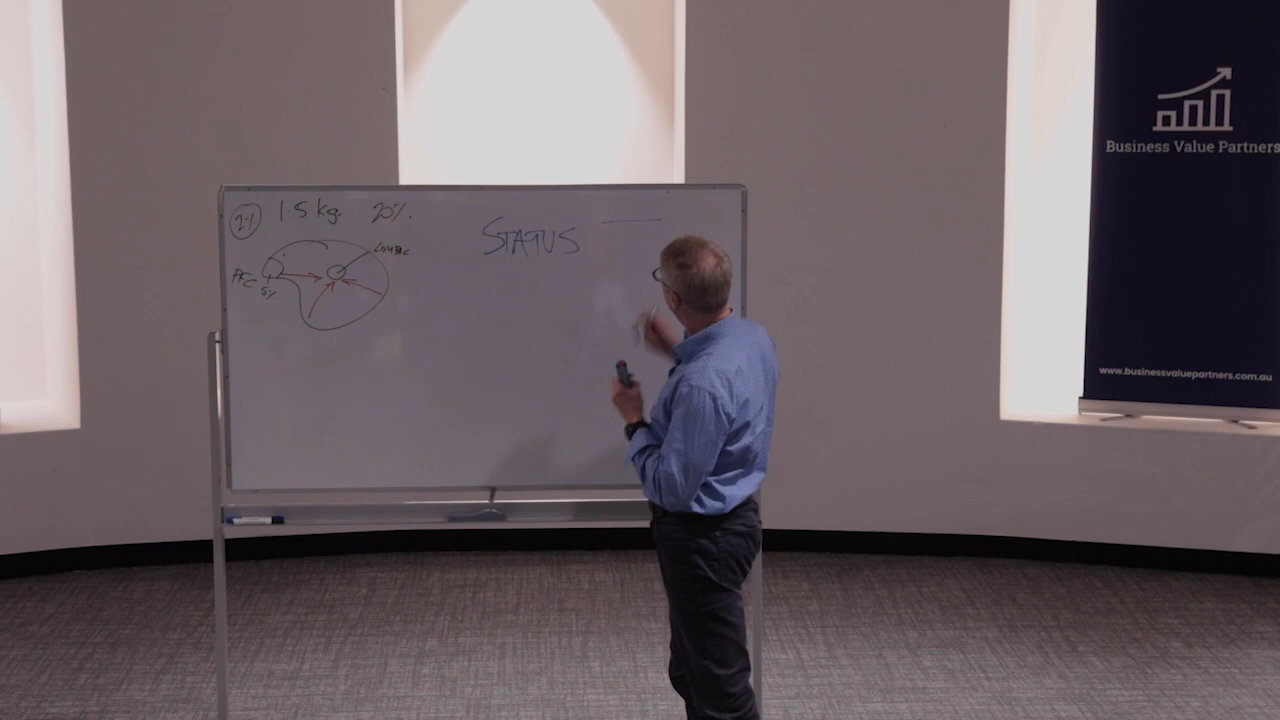 2% 1.5 kg. 20%.
LIMBIC
PFC
5%
STATUS
Business Value Partners
www.businessvaluepartners.com.au